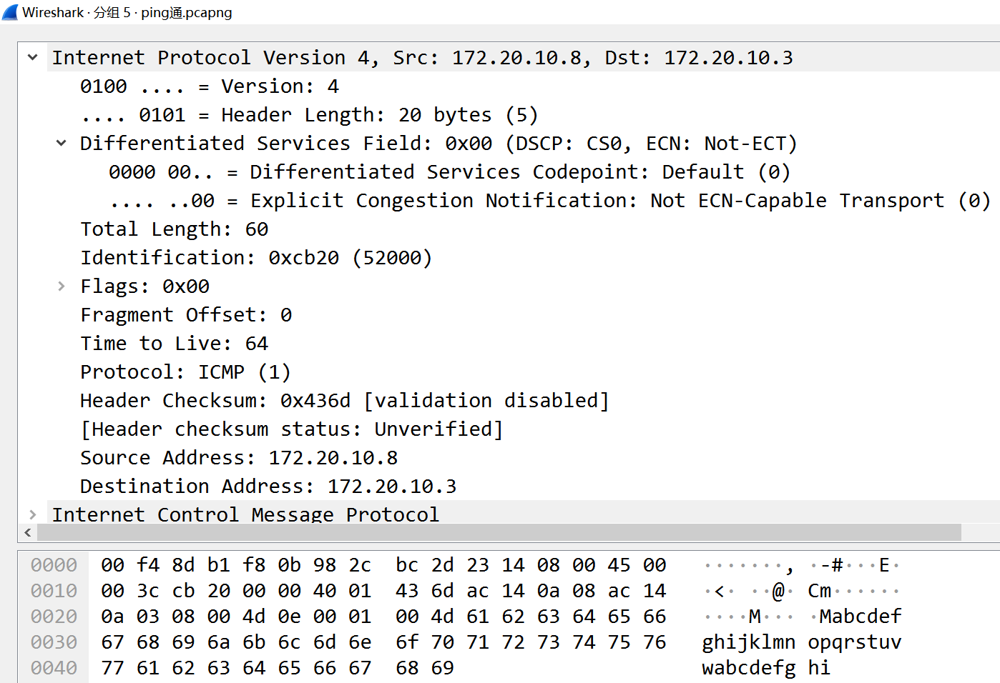 Wireshark · 分组 5 · ping通.pcapng
Internet Protocol Version 4, Src: 172.20.10.8, Dst: 172.20.10.3
0100 .... = Version: 4
.... 0101 = Header Length: 20 bytes (5)
Differentiated Services Field: 0x00 (DSCP: CS0, ECN: Not-ECT)
0000 00.. = Differentiated Services Codepoint: Default (0)
.... ..00 = Explicit Congestion Notification: Not ECN-Capable Transport (0)
Total Length: 60
Identification: 0xcb20 (52000)
Flags: 0x00
Fragment Offset: 0
Time to Live: 64
Protocol: ICMP (1)
Header Checksum: 0x436d [validation disabled]
[Header checksum status: Unverified]
Source Address: 172.20.10.8
Destination Address: 172.20.10.3
Internet Control Message Protocol
0000 00 f4 8d b1 f8 0b 98 2c bc 2d 23 14 08 00 45 00 ·······, ·-#···E·
0010 00 3c cb 20 00 00 40 01 43 6d ac 14 0a 08 ac 14 ·<· ··@· Cm······
0020 0a 03 08 00 4d 0e 00 01 00 4d 61 62 63 64 65 66 ····M··· ·Mabcdef
0030 67 68 69 6a 6b 6c 6d 6e 6f 70 71 72 73 74 75 76 ghijklmn opqrstuv
0040 77 61 62 63 64 65 66 67 68 69 wabcdefg hi